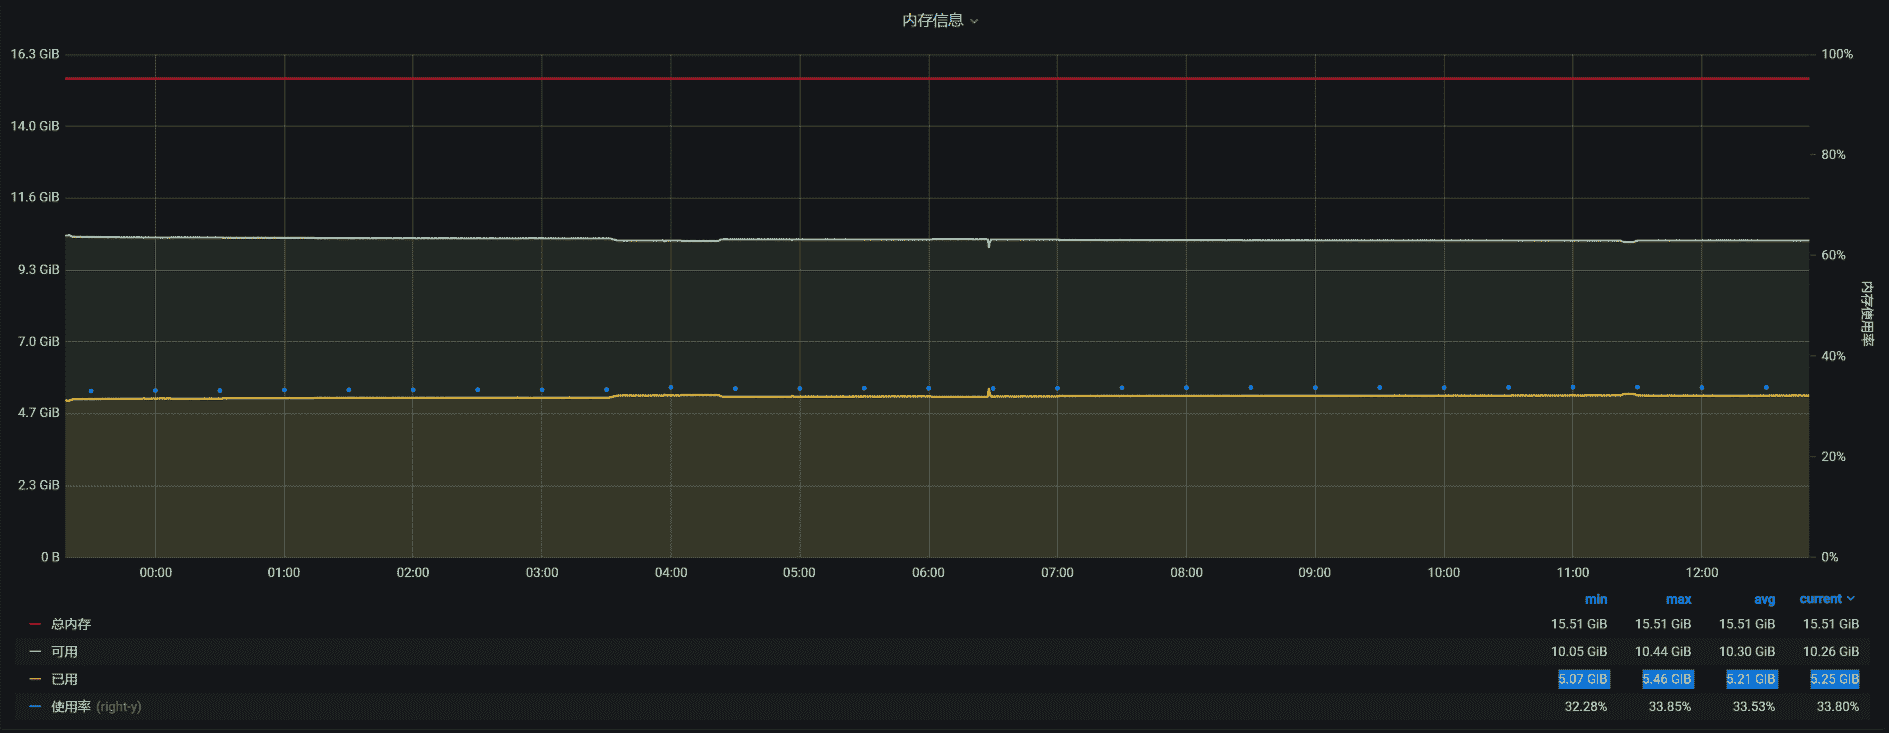 内存信息
16.3 GiB
100%
14.0 GiB
80%
11.6 GiB
60%
9.3 GiB
内存使用率
7.0 GiB
40%
4.7 GiB
20%
2.3 GiB
0 B
0%
00:00 01:00 02:00 03:00 04:00 05:00 06:00 07:00 08:00 09:00 10:00 11:00 12:00
min max avg current
总内存 15.51 GiB 15.51 GiB 15.51 GiB 15.51 GiB
可用 10.05 GiB 10.44 GiB 10.30 GiB 10.26 GiB
已用 5.07 GiB 5.46 GiB 5.21 GiB 5.25 GiB
使用率 (right-y) 32.28% 33.85% 33.53% 33.80%